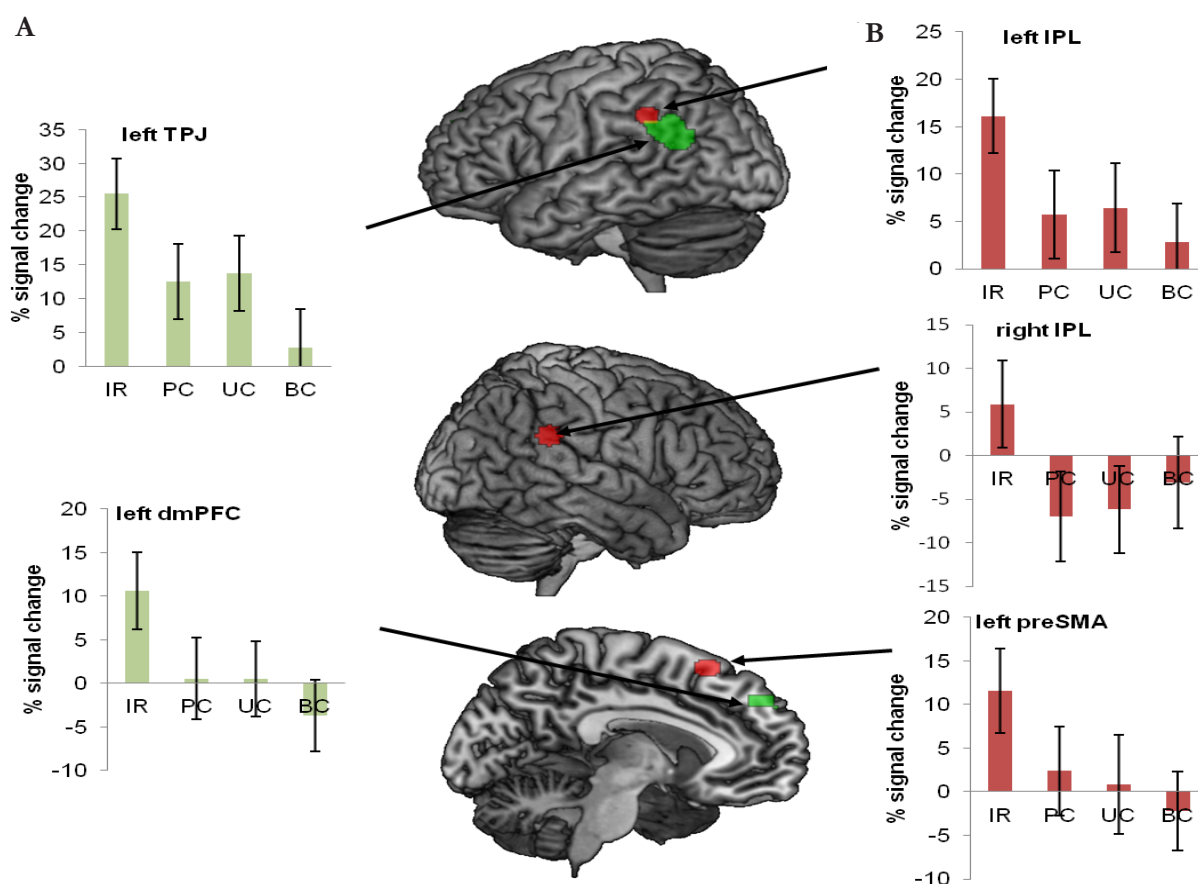 A
left TPJ
% signal change
35
30
25
20
15
10
5
0
IR PC UC BC
left dmPFC
% signal change
20
15
10
5
0
-5
-10
IR PC UC BC
B
left IPL
% signal change
25
20
15
10
5
0
IR PC UC BC
right IPL
% signal change
15
10
5
0
-5
-10
-15
IR PC UC BC
left preSMA
% signal change
20
15
10
5
0
-5
-10
IR PC UC BC